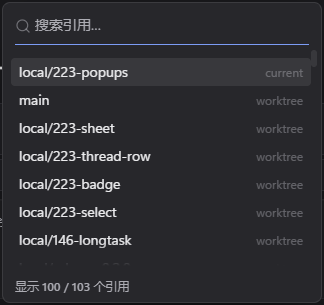 搜索引用...
local/223-popups current
main worktree
local/223-sheet worktree
local/223-thread-row worktree
local/223-badge worktree
local/223-select worktree
local/146-longtask worktree
显示 100 / 103 个引用